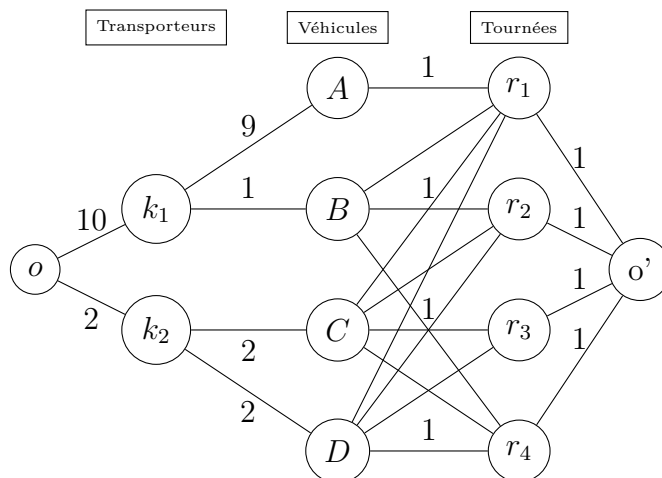 Transporteurs Véhicules Tournées
A 1 r1
9 1
k1 1 B 1 r2
10 1
o o'
2 1
k2 2 C 1 r3
1
2
D 1 r4